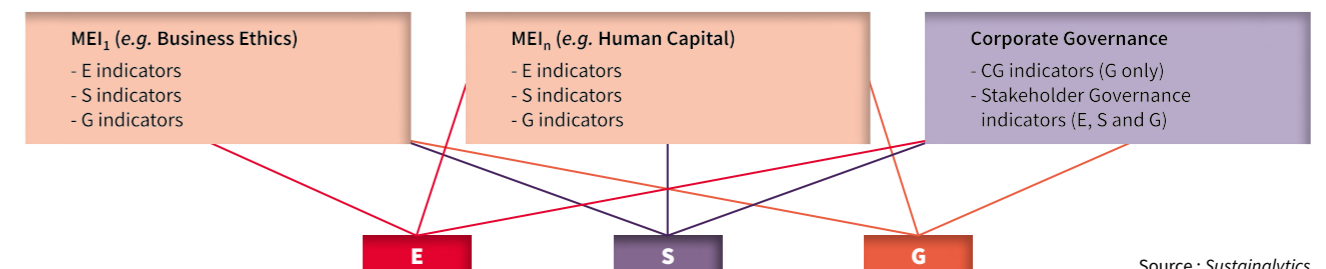 MEI1 (e.g. Business Ethics)
- E indicators
- S indicators
- G indicators
MEIn (e.g. Human Capital)
- E indicators
- S indicators
- G indicators
Corporate Governance
- CG indicators (G only)
- Stakeholder Governance
indicators (E, S and G)
E
S
G
Source : Sustainalytics